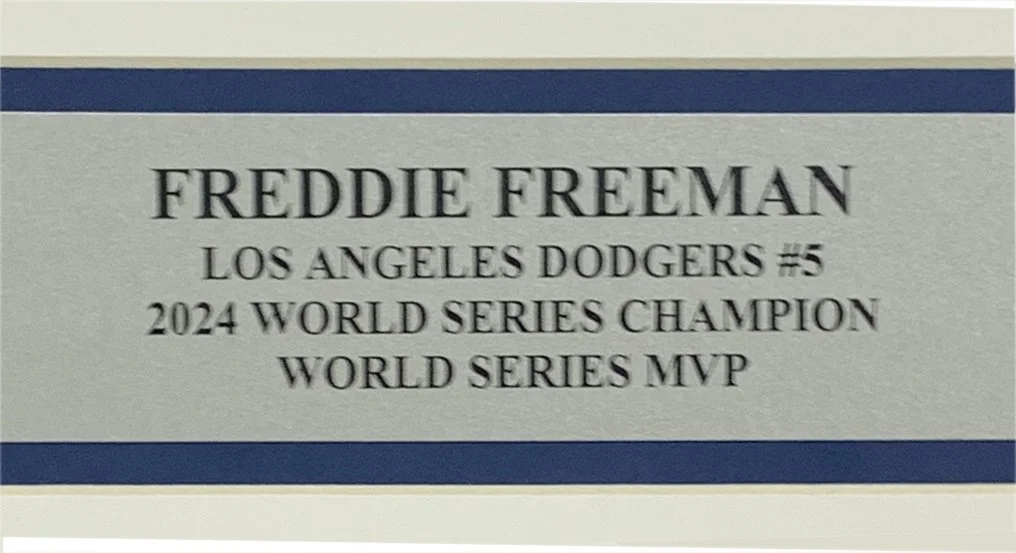 FREDDIE FREEMAN
LOS ANGELES DODGERS #5
2024 WORLD SERIES CHAMPION
WORLD SERIES MVP